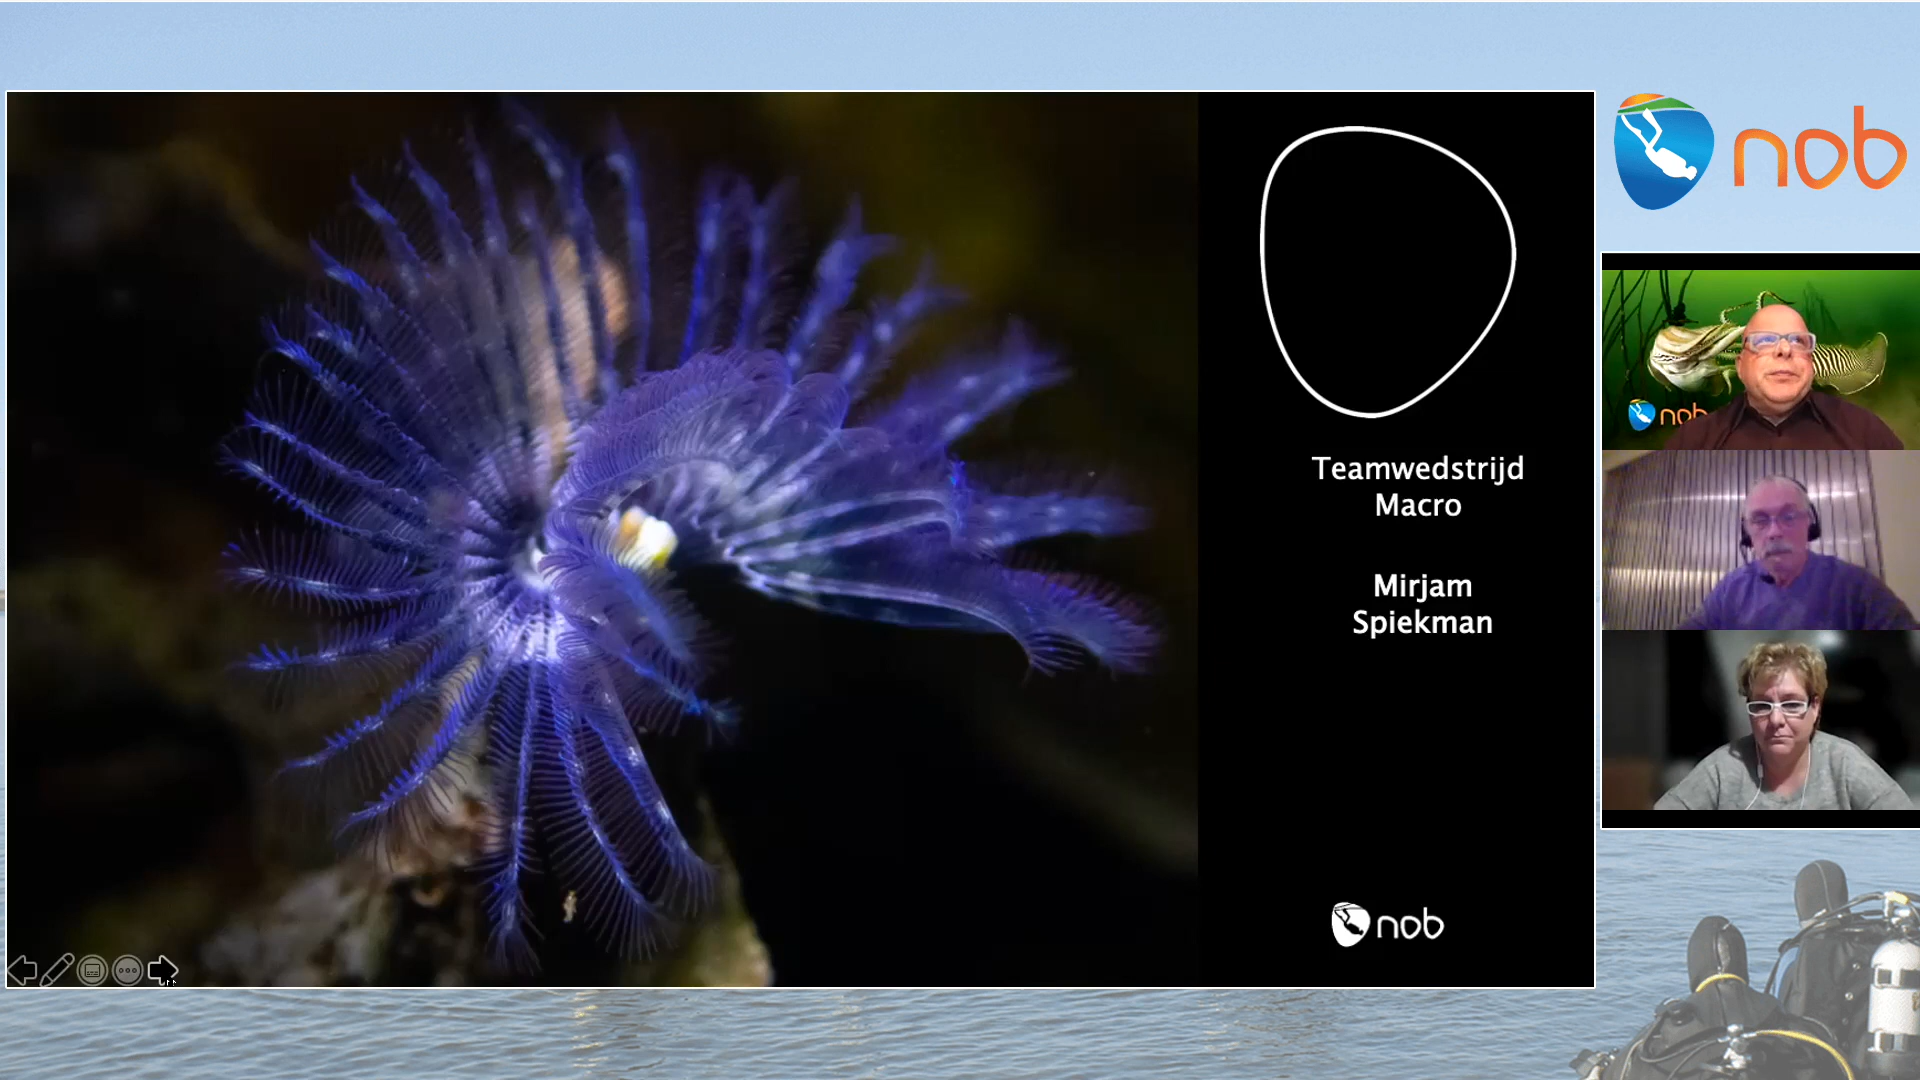 Teamwedstrijd
Macro
Mirjam
Spiekman
nob
nob
nob